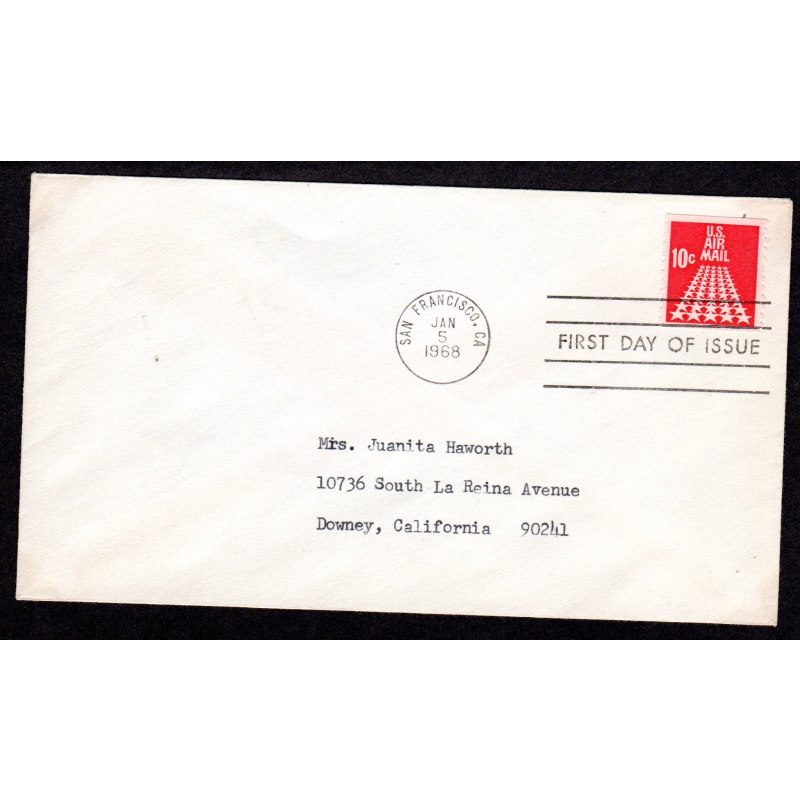 U.S.
AIR
10c MAIL
SAN FRANCISCO, CA
JAN
5
1968
FIRST DAY OF ISSUE
Mrs. Juanita Haworth
10736 South La Reina Avenue
Downey, California 90241